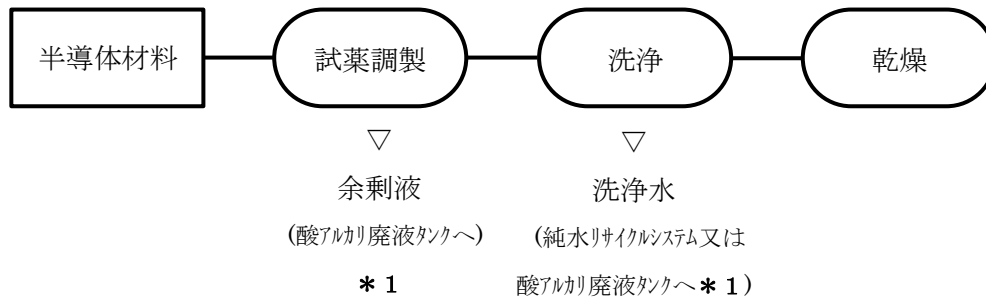 半導体材料 試薬調製 洗浄 乾燥
▽ ▽
余剰液 洗浄水
(酸ｱﾙｶﾘ廃液ﾀﾝｸへ) (純水ﾘｻｲｸﾙｼｽﾃﾑ又は
＊１ 酸ｱﾙｶﾘ廃液ﾀﾝｸへ＊１)